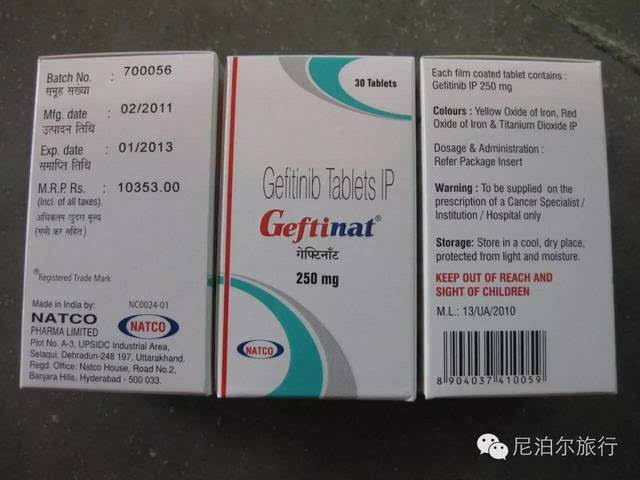 Batch No. : 700056
समूह सख्या
Mfg. date : 02/2011
उत्पादन तिथि
Exp. date : 01/2013
समाप्ति तिथि
M.R.P. Rs. : 10353.00
(Incl. of all taxes).
अधिकतम खुदरा मूल्य
(सभी कर सहित)
®Registered Trade Mark
Made in India by: NC0024-01
NATCO
PHARMA LIMITED
NATCO
Plot No. A-3, UPSIDC Industrial Area,
Selaqui, Dehradun-248 197, Uttarakhand.
Regd. Office: Natco House, Road No.2,
Banjara Hills, Hyderabad - 500 033.
30 Tablets
Gefitinib Tablets IP
Geftinat®
गेफ्टिनॉट
250 mg
NATCO
Each film coated tablet contains :
Gefitinib IP 250 mg
Colours : Yellow Oxide of Iron, Red
Oxide of Iron & Titanium Dioxide IP
Dosage & Administration :
Refer Package Insert
Warning : To be supplied on the
prescription of a Cancer Specialist /
Institution / Hospital only
Storage: Store in a cool, dry place,
protected from light and moisture.
KEEP OUT OF REACH AND
SIGHT OF CHILDREN
M.L.: 13/UA/2010
8 904037 410059
尼泊尔旅行